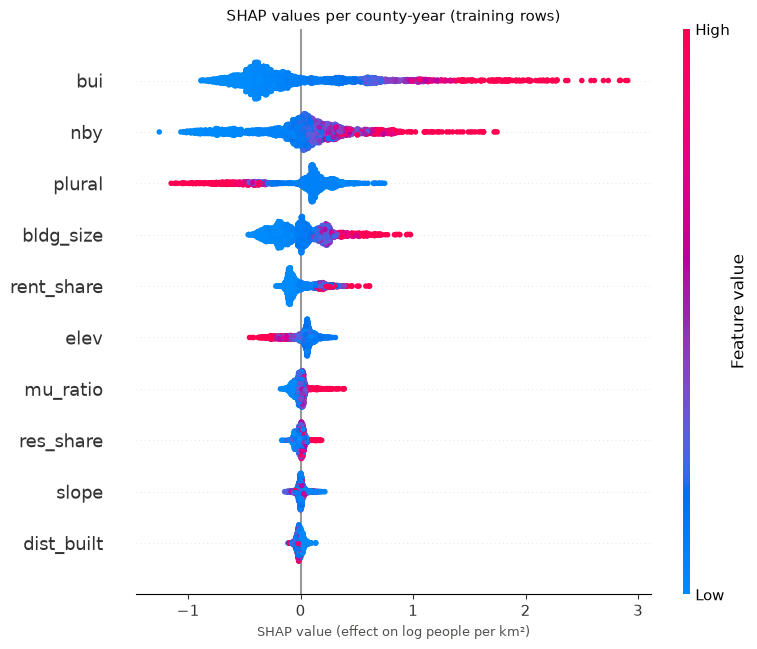 SHAP values per county-year (training rows)
High
bui
nby
plural
bldg_size
rent_share
elev
mu_ratio
res_share
slope
dist_built
Feature value
Low
−1 0 1 2 3
SHAP value (effect on log people per km²)